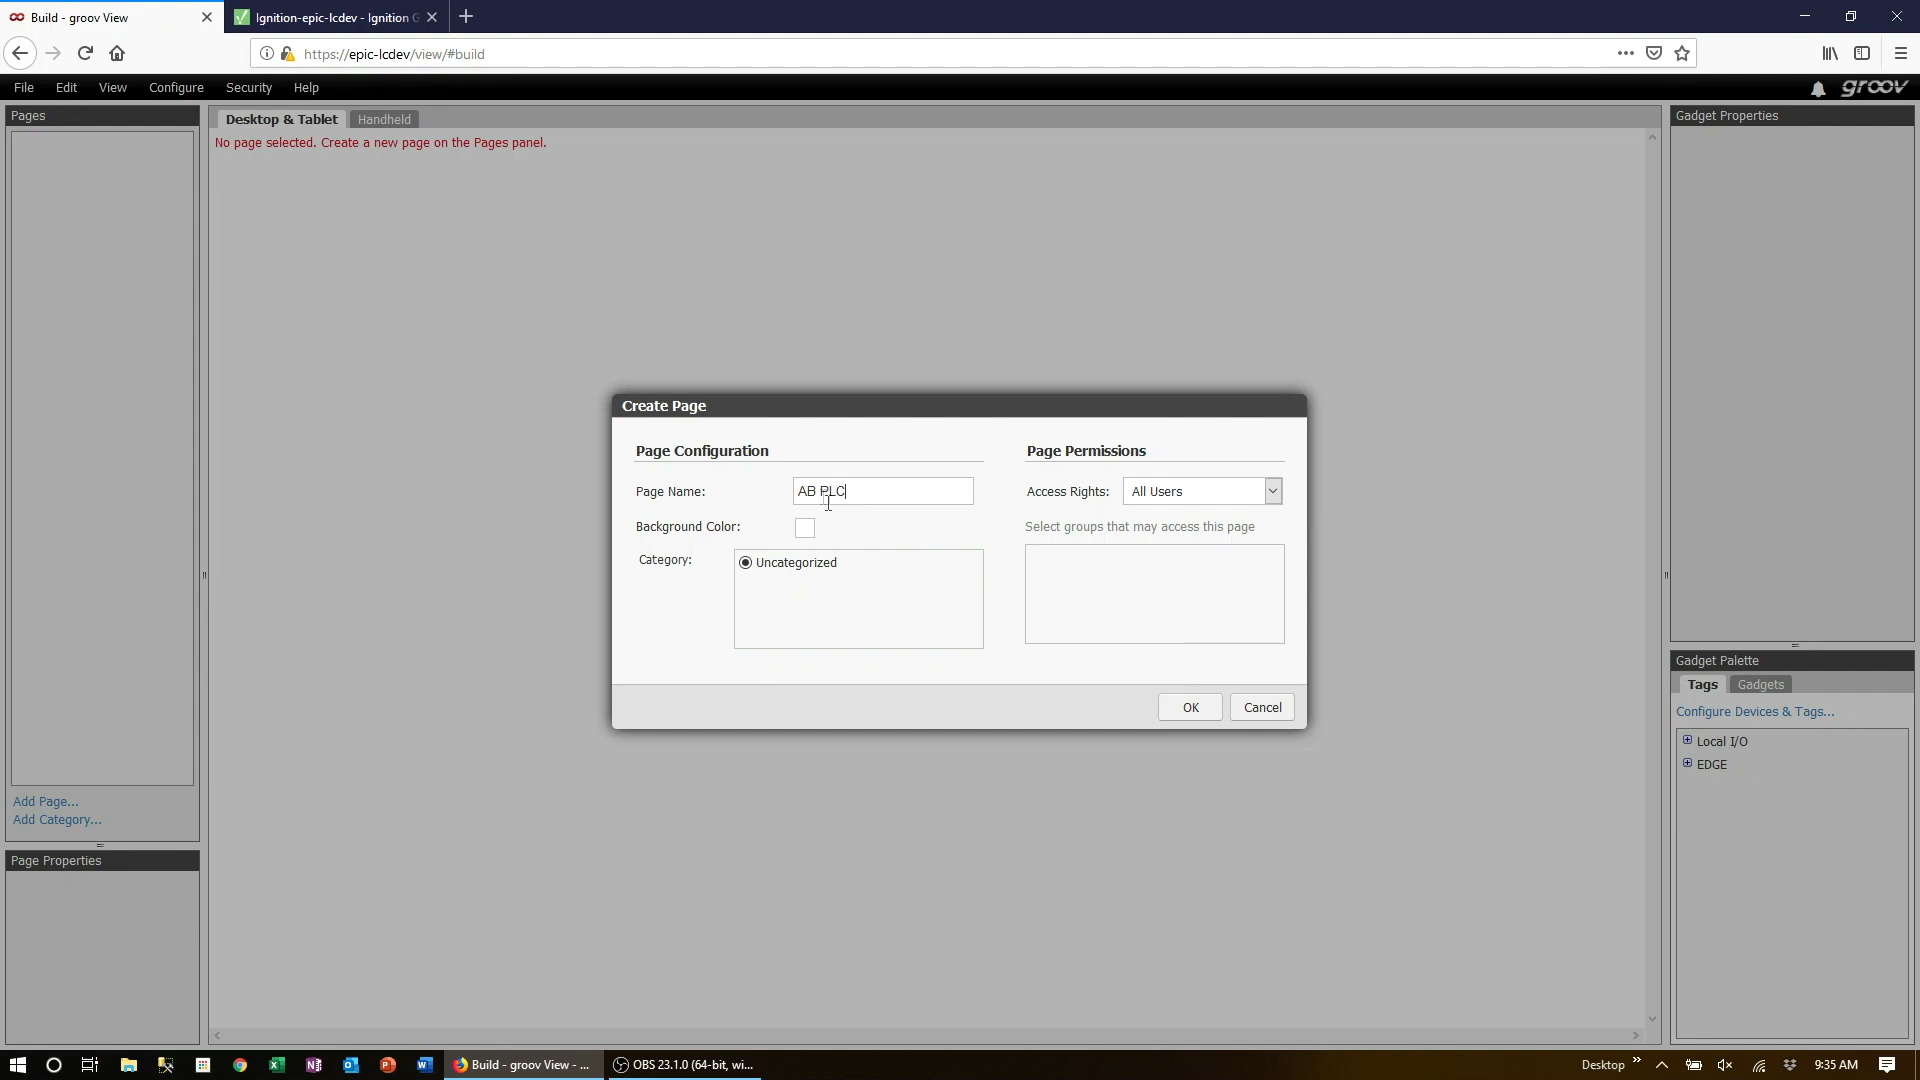 Build - groov View
Ignition-epic-lcdev - Ignition G
https://epic-lcdev/view/#build
File Edit View Configure Security Help
groov
Pages
Desktop & Tablet Handheld
Gadget Properties
No page selected. Create a new page on the Pages panel.
Create Page
Page Configuration
Page Permissions
Page Name: AB PLC
Access Rights: All Users
Background Color:
Select groups that may access this page
Category: Uncategorized
OK Cancel
Gadget Palette
Tags Gadgets
Configure Devices & Tags...
Local I/O
EDGE
Add Page...
Add Category...
Page Properties
Build - groov View - ...
OBS 23.1.0 (64-bit, wi...
Desktop
9:35 AM